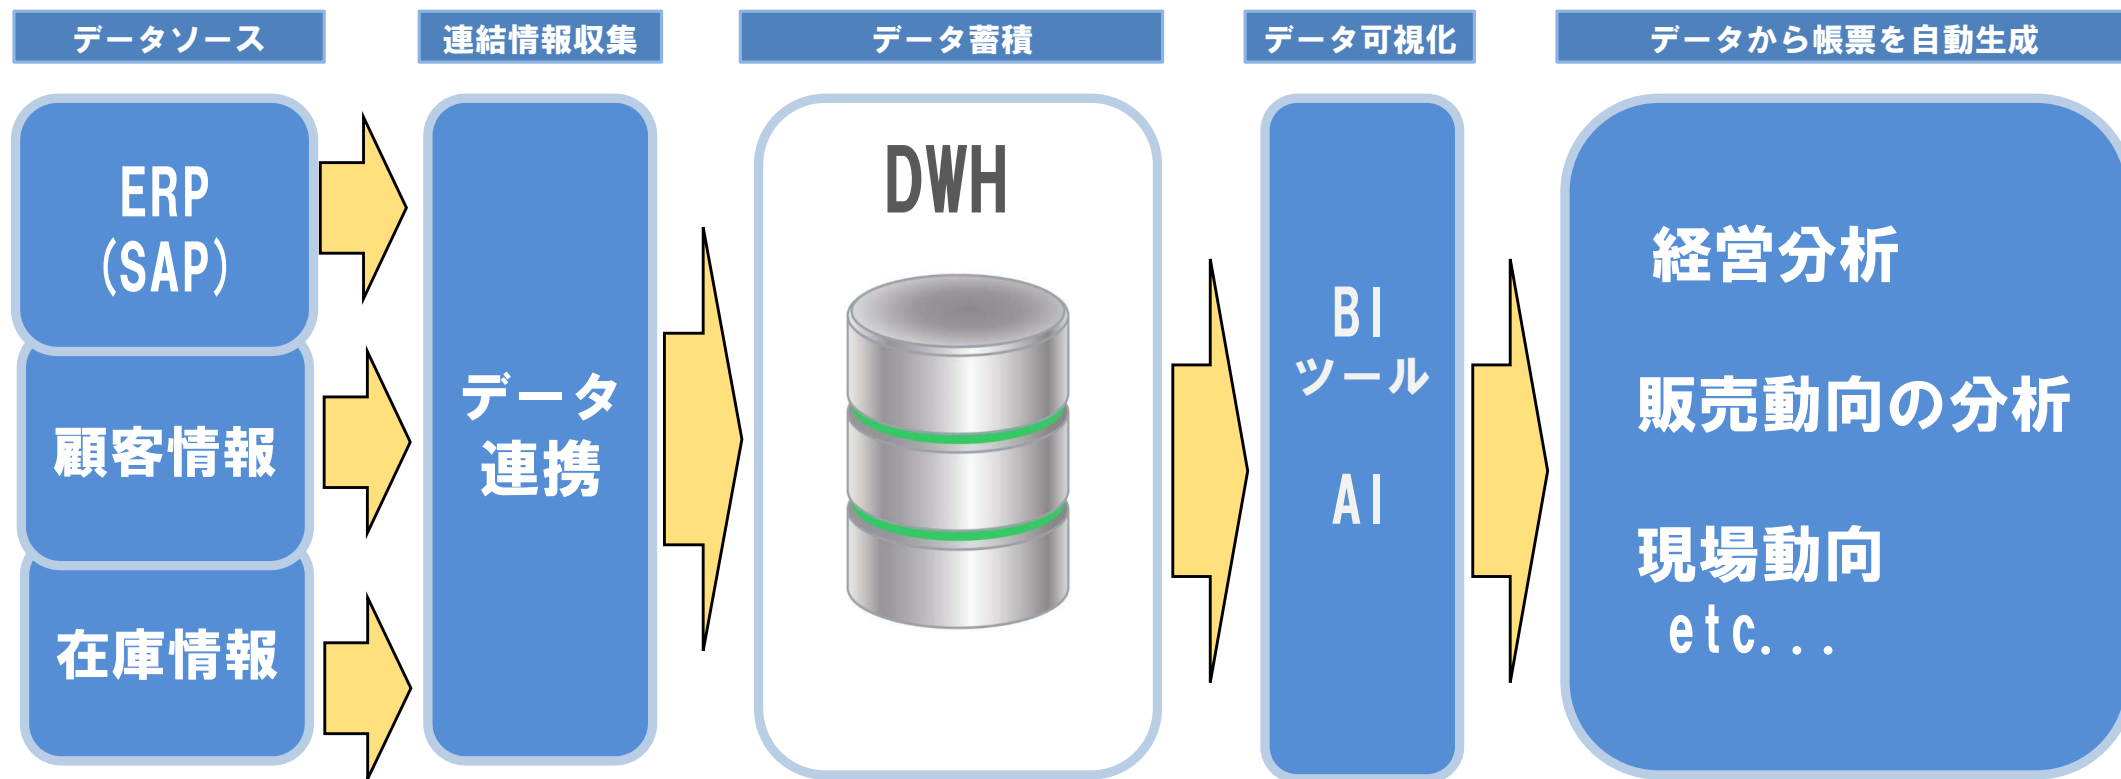 データソース
連結情報収集
データ蓄積
データ可視化
データから帳票を自動生成
ERP
(SAP)
顧客情報
在庫情報
データ
連携
DWH
BI
ツール
AI
経営分析
販売動向の分析
現場動向
etc...